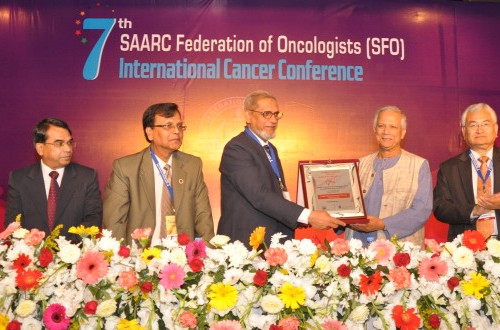 7th
SAARC Federation of Oncologists (SFO)
International Cancer Conference